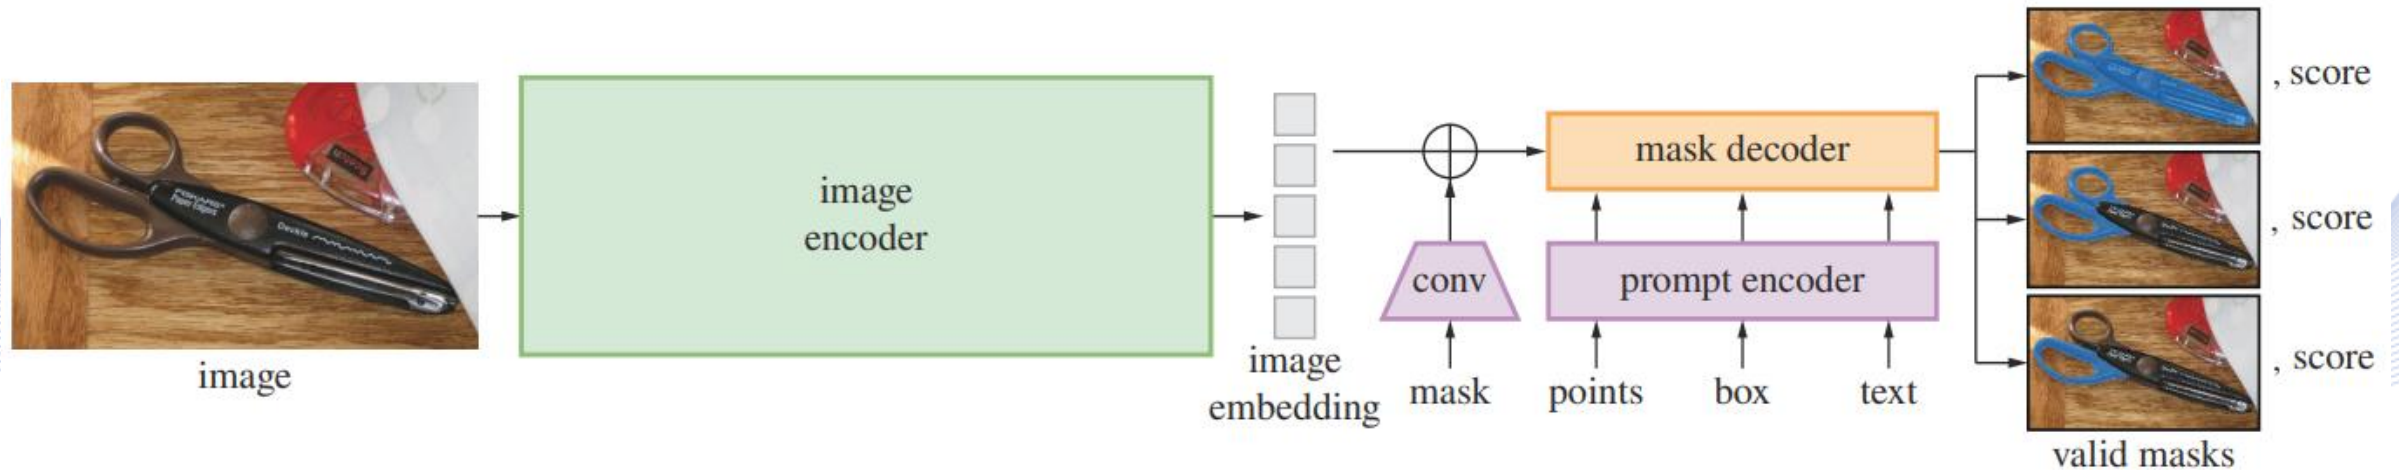 image
image
encoder
image
embedding
conv
mask
mask decoder
prompt encoder
points
box
text
, score
, score
, score
valid masks